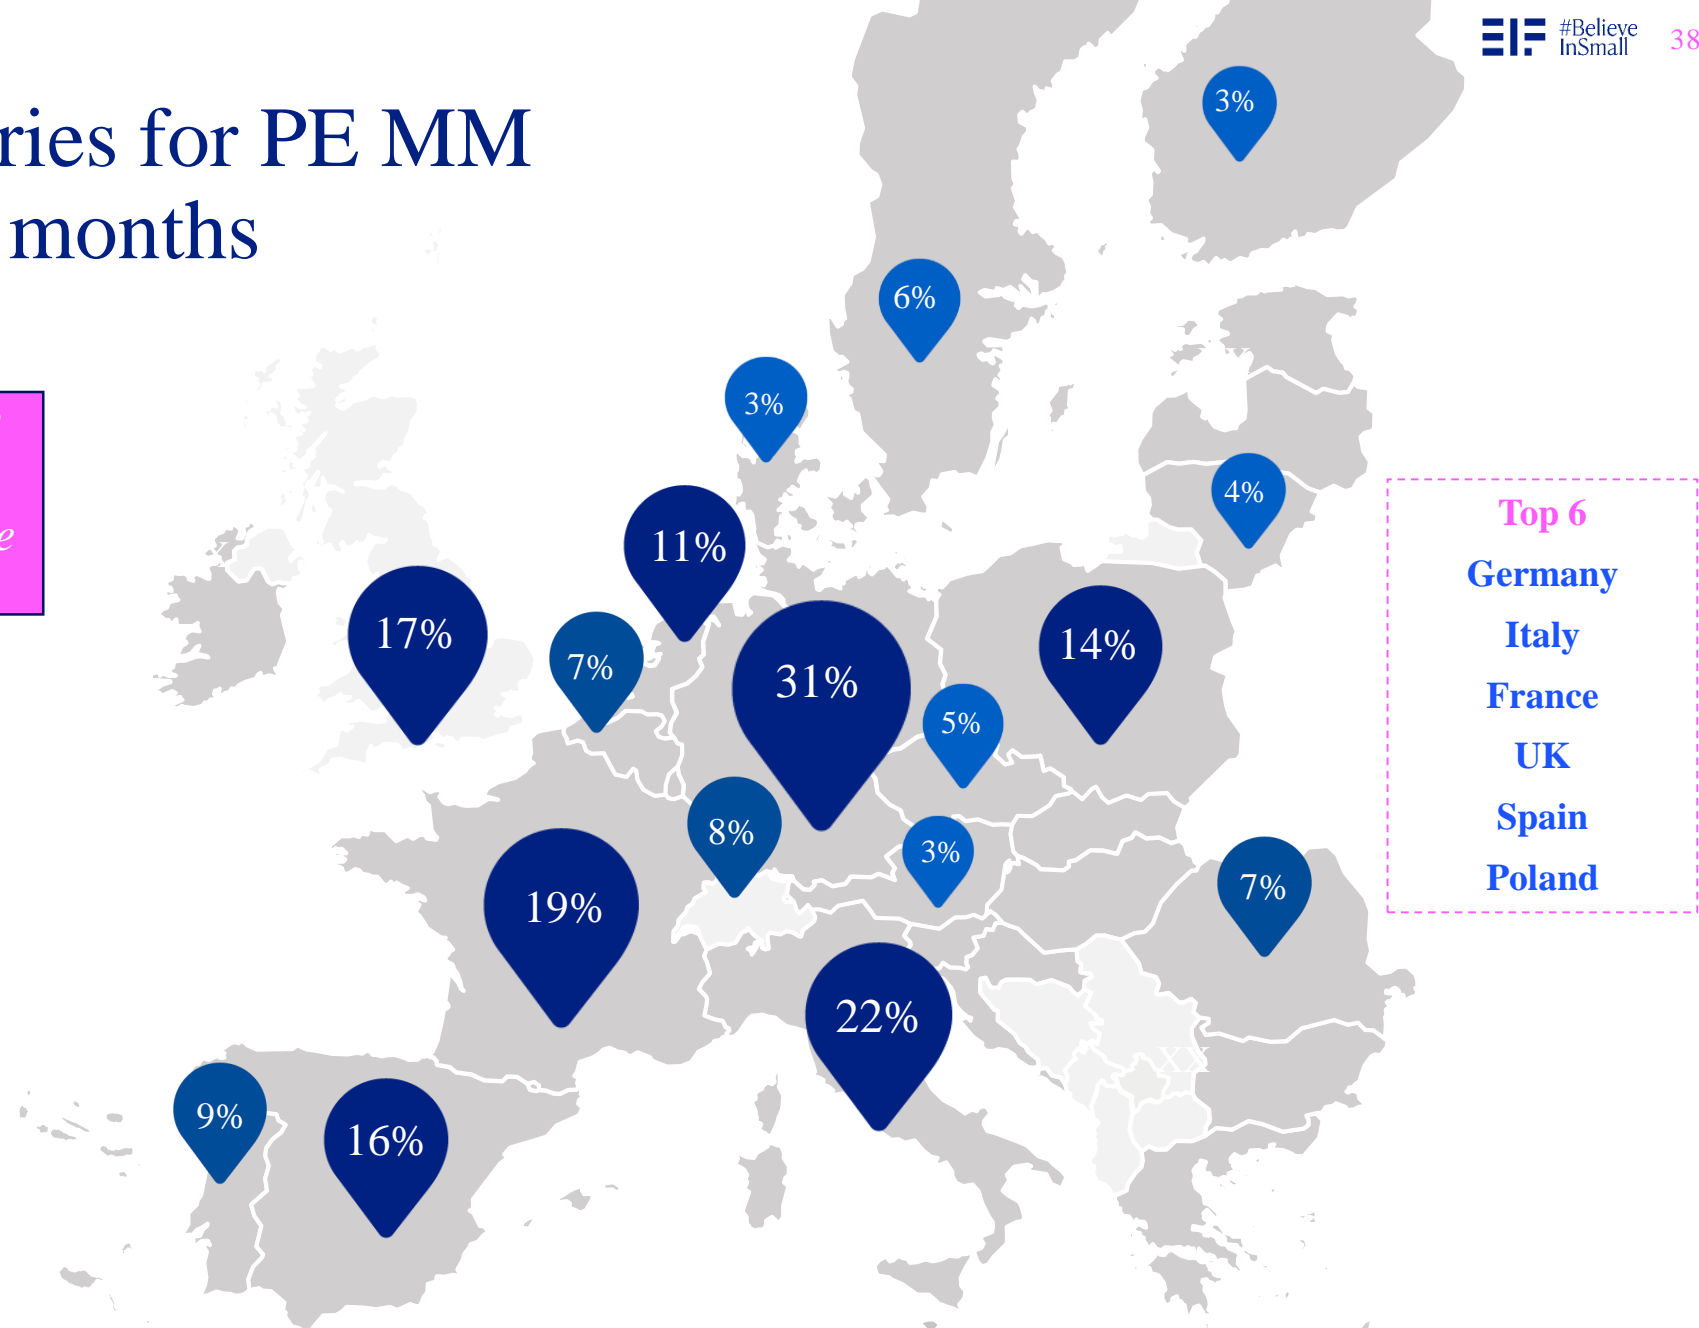 #Believe
InSmall
38
ries for PE MM
months
e
3%
6%
3%
4%
11%
17%
7%
31%
14%
5%
8%
3%
19%
7%
22%
9%
16%
XX
Top 6
Germany
Italy
France
UK
Spain
Poland